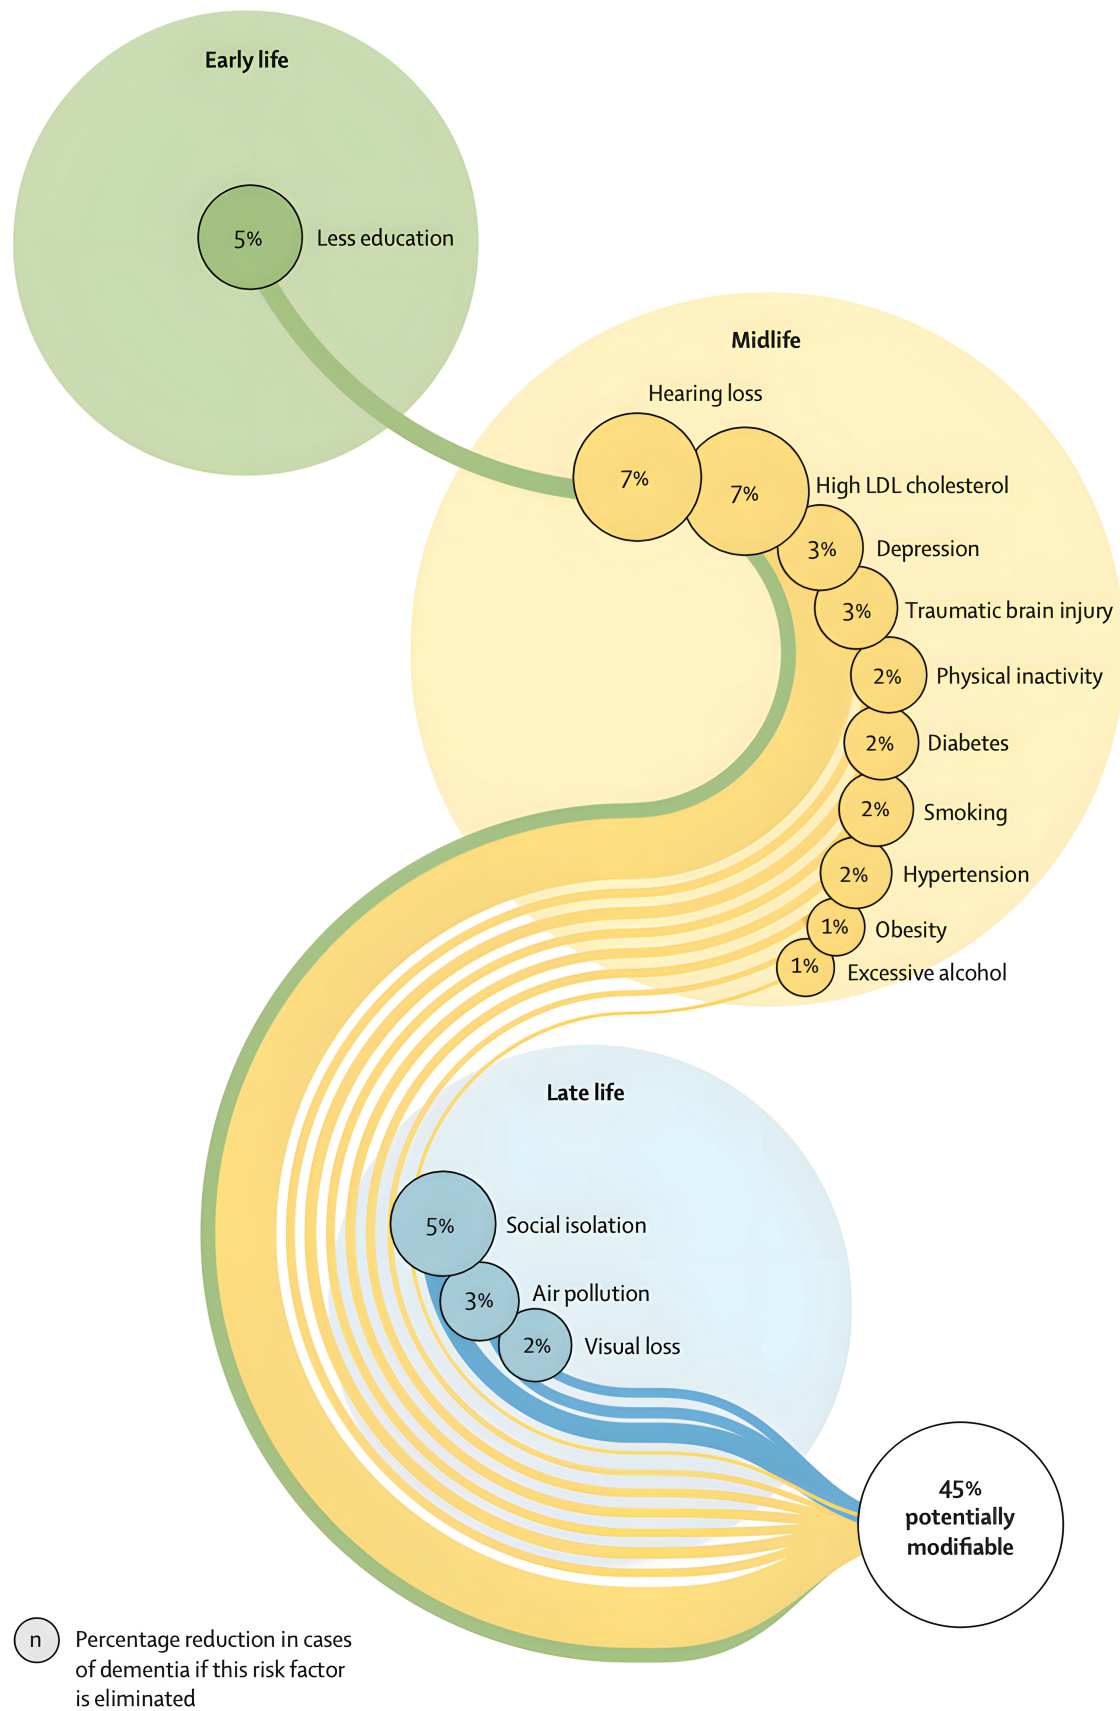 Early life
5%
Less education
Midlife
Hearing loss
7%
7%
High LDL cholesterol
3%
Depression
3%
Traumatic brain injury
2%
Physical inactivity
2%
Diabetes
2%
Smoking
2%
Hypertension
1%
Obesity
1%
Excessive alcohol
Late life
5%
Social isolation
3%
Air pollution
2%
Visual loss
45%
potentially
modifiable
n
Percentage reduction in cases
of dementia if this risk factor
is eliminated